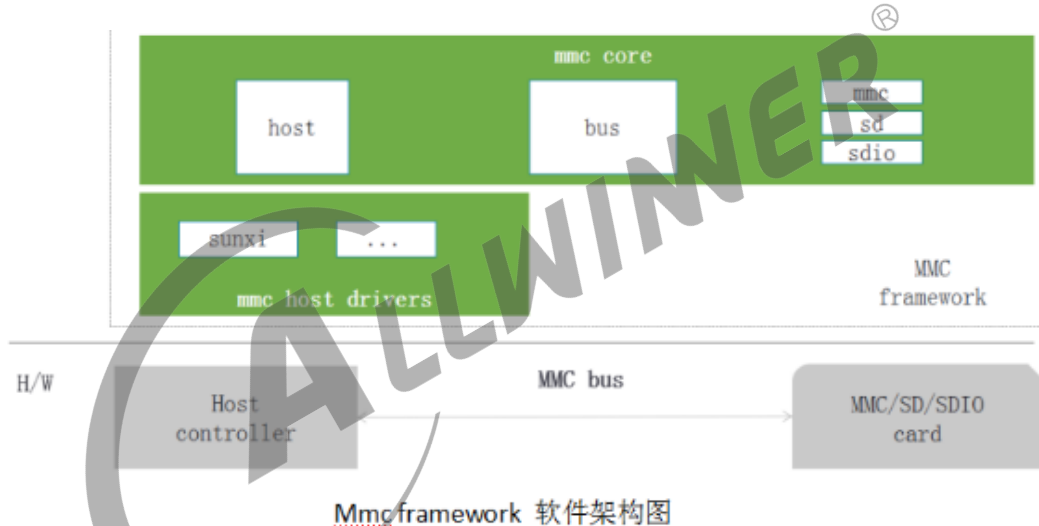 mmc core
host
bus
mmc
sd
sdio
sunxi
...
mmc host drivers
MMC
framework
H/W
Host
controller
MMC bus
MMC/SD/SDIO
card
Mmc framework 软件架构图
ALLWINNER®